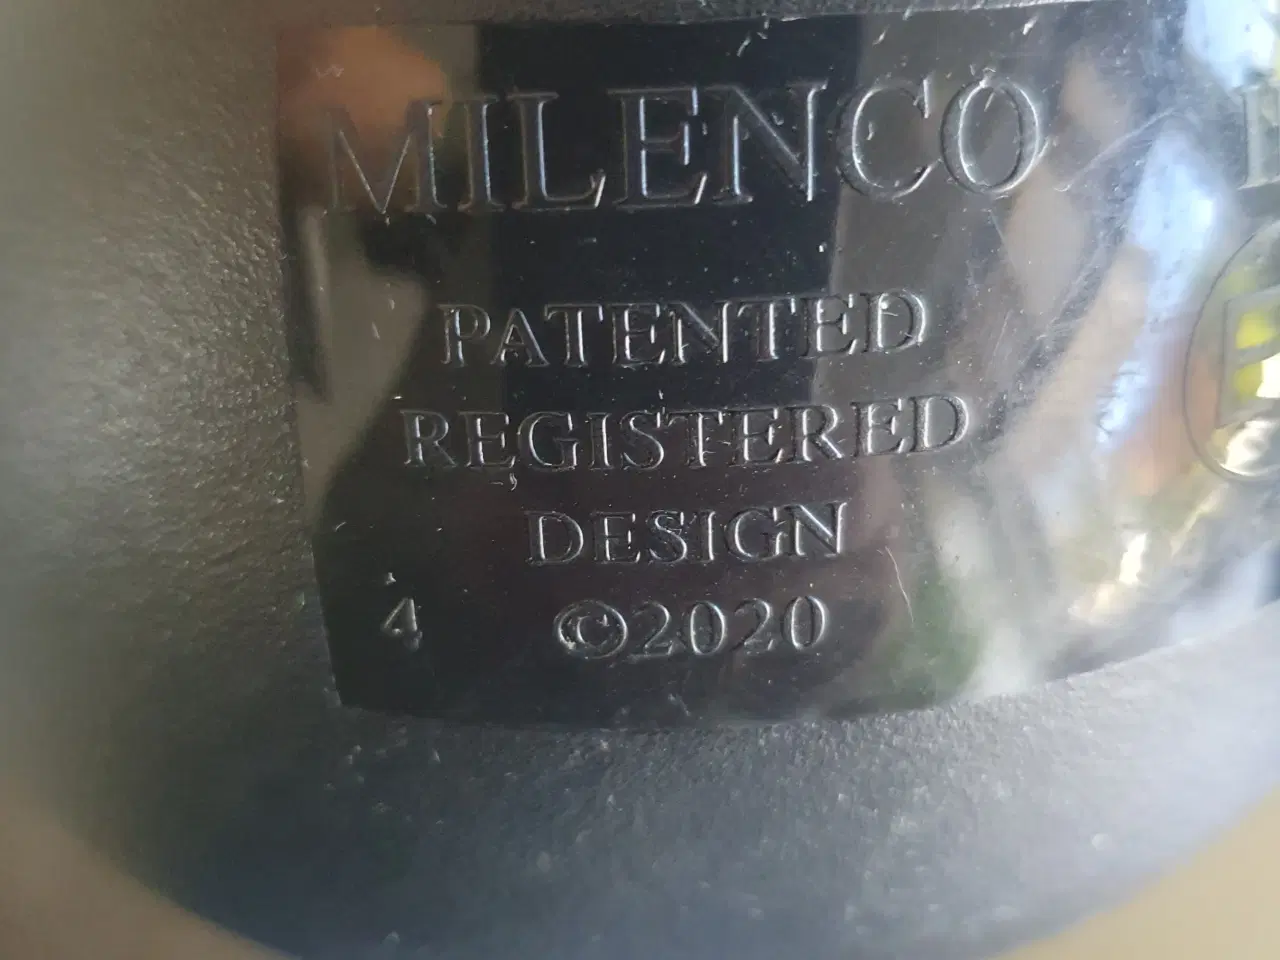 MILENCO
PATENTED
REGISTERED
DESIGN
4 ©2020